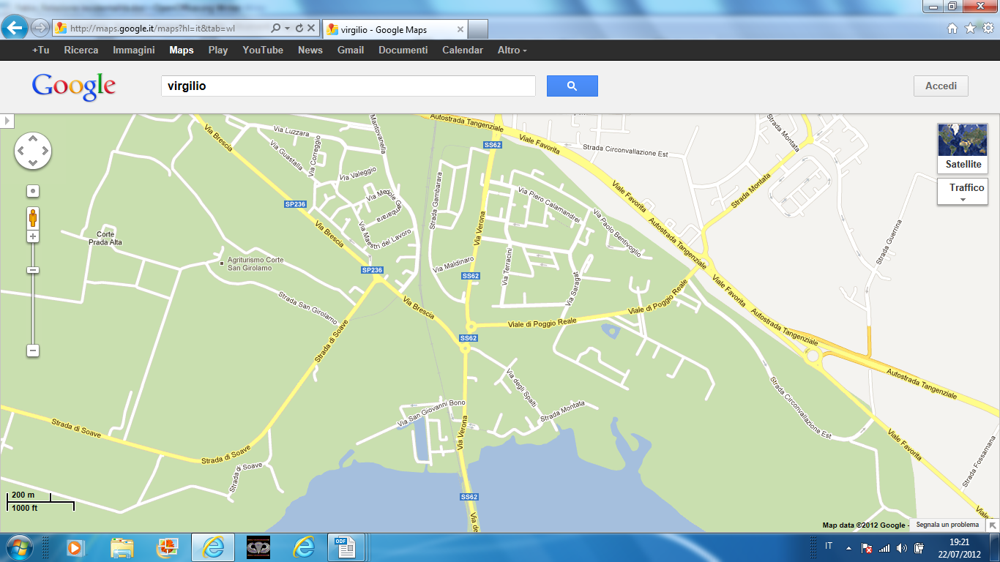 http://maps.google.it/maps?hl=it&tab=wl
virgilio - Google Maps
+Tu Ricerca Immagini Maps Play YouTube News Gmail Documenti Calendar Altro
Google
virgilio
Accedi
Satellite
Traffico
Autostrada Tangenziale
Viale Favorita
Strada Circonvallazione Est
Strada Montata
Via Brescia
Via Luzzara
Mantovanella
SS62
Via Guastalla
Via Correggio
Via Valeggio
Strada Gambarara
Via Verona
Via Piero Calamandrei
Viale Favorita
Strada Montata
SP236
Via Brescia
Gambarara
Via Paolo Bentivoglio
Autostrada Tangenziale
Strada Guerrina
Corte
Prada Alta
Via Maestri del Lavoro
Agriturismo Corte
San Girolamo
Via Maldinaro
Via Terracini
SP236
SS62
Via Saragat
Viale Favorita
Strada San Girolamo
Via Brescia
Viale di Poggio Reale
Viale di Poggio Reale
Autostrada Tangenziale
Strada di Soave
SS62
Via degli Spalti
Autostrada Tangenziale
Strada Circonvallazione Est
Via San Giovanni Bono
Strada Montata
Via Verona
Strada di Soave
Viale Favorita
Strada di Soave
Strada di Soave
Strada Fossamana
SS62
200 m
1000 ft
Via de
Viale
Map data ©2012 Google -
Segnala un problema
ODF
IT
19:21
22/07/2012